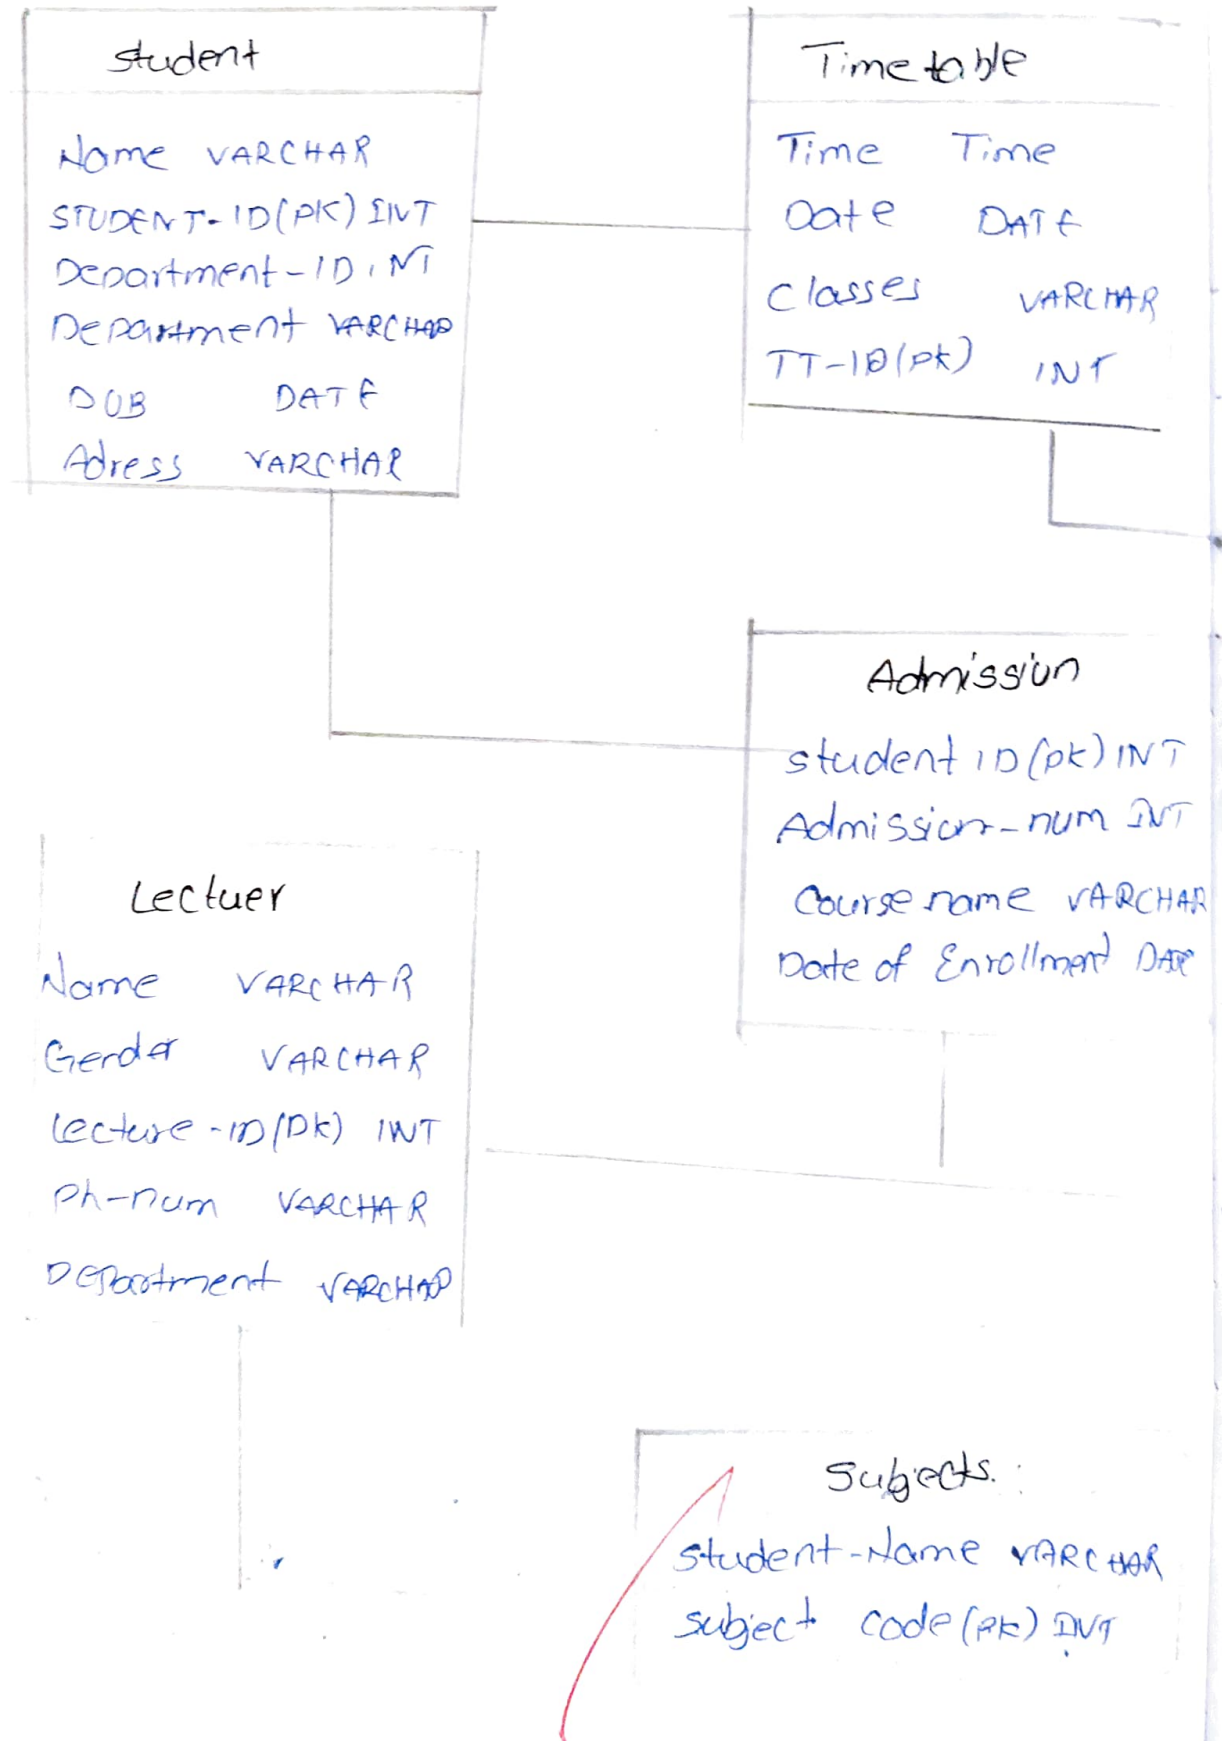 Student
Name VARCHAR
STUDENT-ID(PK) INT
Department-ID INT
Department VARCHAR
DOB DATE
Adress VARCHAR
Timetable
Time Time
Date DATE
Classes VARCHAR
TT-ID(PK) INT
Admission
Student ID(PK) INT
Admission-num INT
Course name VARCHAR
Date of Enrollment DATE
Lectuer
Name VARCHAR
Gender VARCHAR
Lecture-ID(PK) INT
Ph-num VARCHAR
Department VARCHAR
Subjects.
Student-Name VARCHAR
Subject Code(PK) INT